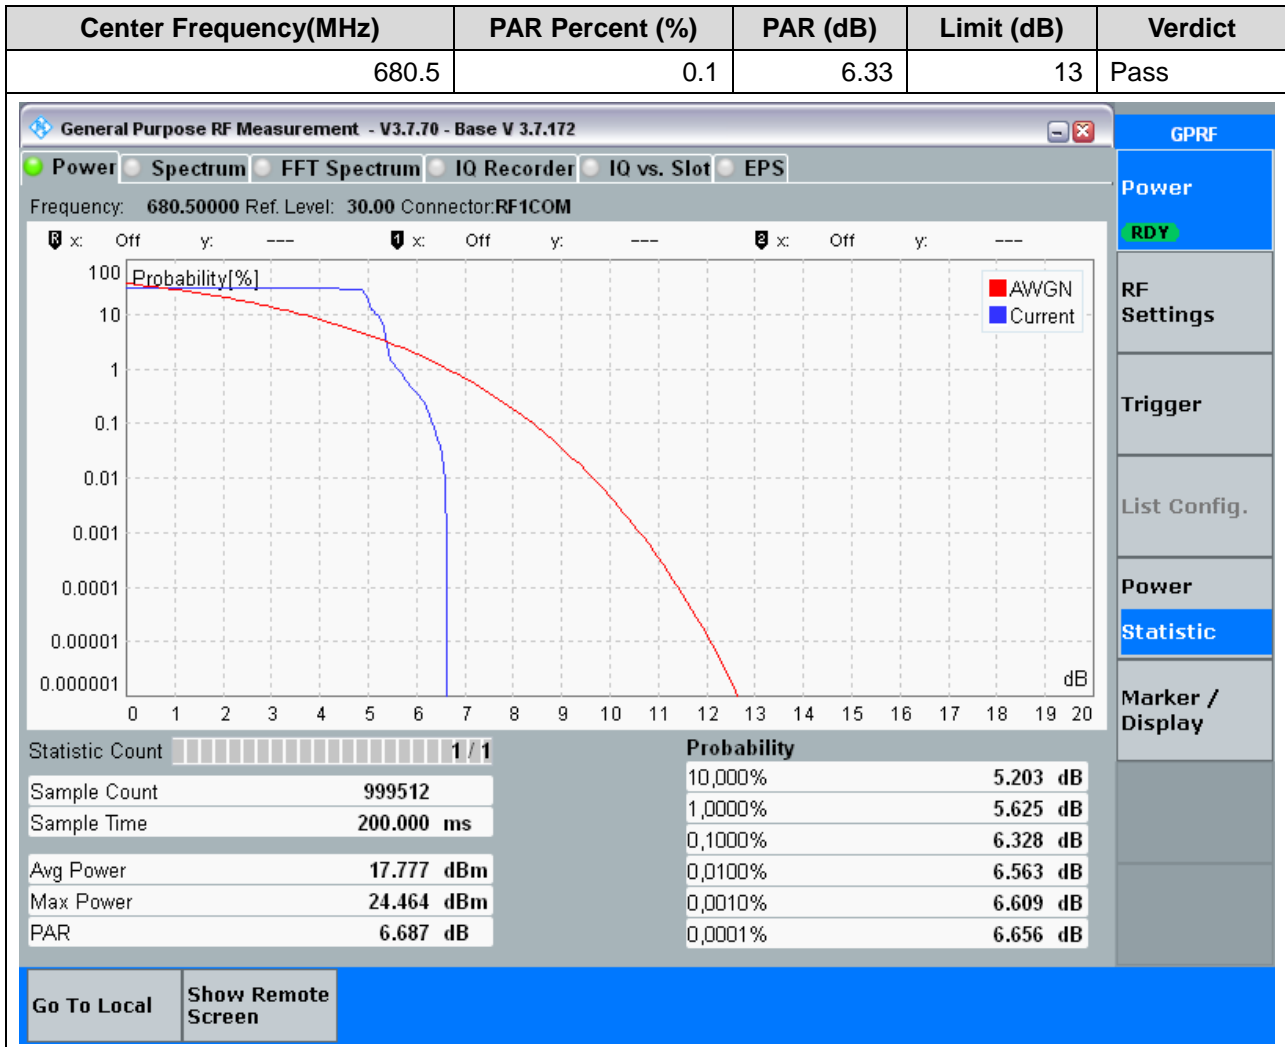 Center Frequency(MHz) PAR Percent (%) PAR (dB) Limit (dB) Verdict
680.5 0.1 6.33 13 Pass
General Purpose RF Measurement - V3.7.70 - Base V 3.7.172
GPRF
Power Spectrum FFT Spectrum IQ Recorder IQ vs. Slot EPS
Power
RDY
Frequency: 680.50000 Ref. Level: 30.00 Connector:RF1COM
R x: Off y: --- 1 x: Off y: --- 2 x: Off y: ---
Probability[%]
AWGN
Current
100
10
1
0.1
0.01
0.001
0.0001
0.00001
0.000001
dB
0 1 2 3 4 5 6 7 8 9 10 11 12 13 14 15 16 17 18 19 20
RF
Settings
Trigger
List Config.
Power
Statistic
Marker /
Display
Statistic Count 1 / 1
Sample Count 999512
Sample Time 200.000 ms
Avg Power 17.777 dBm
Max Power 24.464 dBm
PAR 6.687 dB
Probability
10,000% 5.203 dB
1,0000% 5.625 dB
0,1000% 6.328 dB
0,0100% 6.563 dB
0,0010% 6.609 dB
0,0001% 6.656 dB
Go To Local
Show Remote
Screen